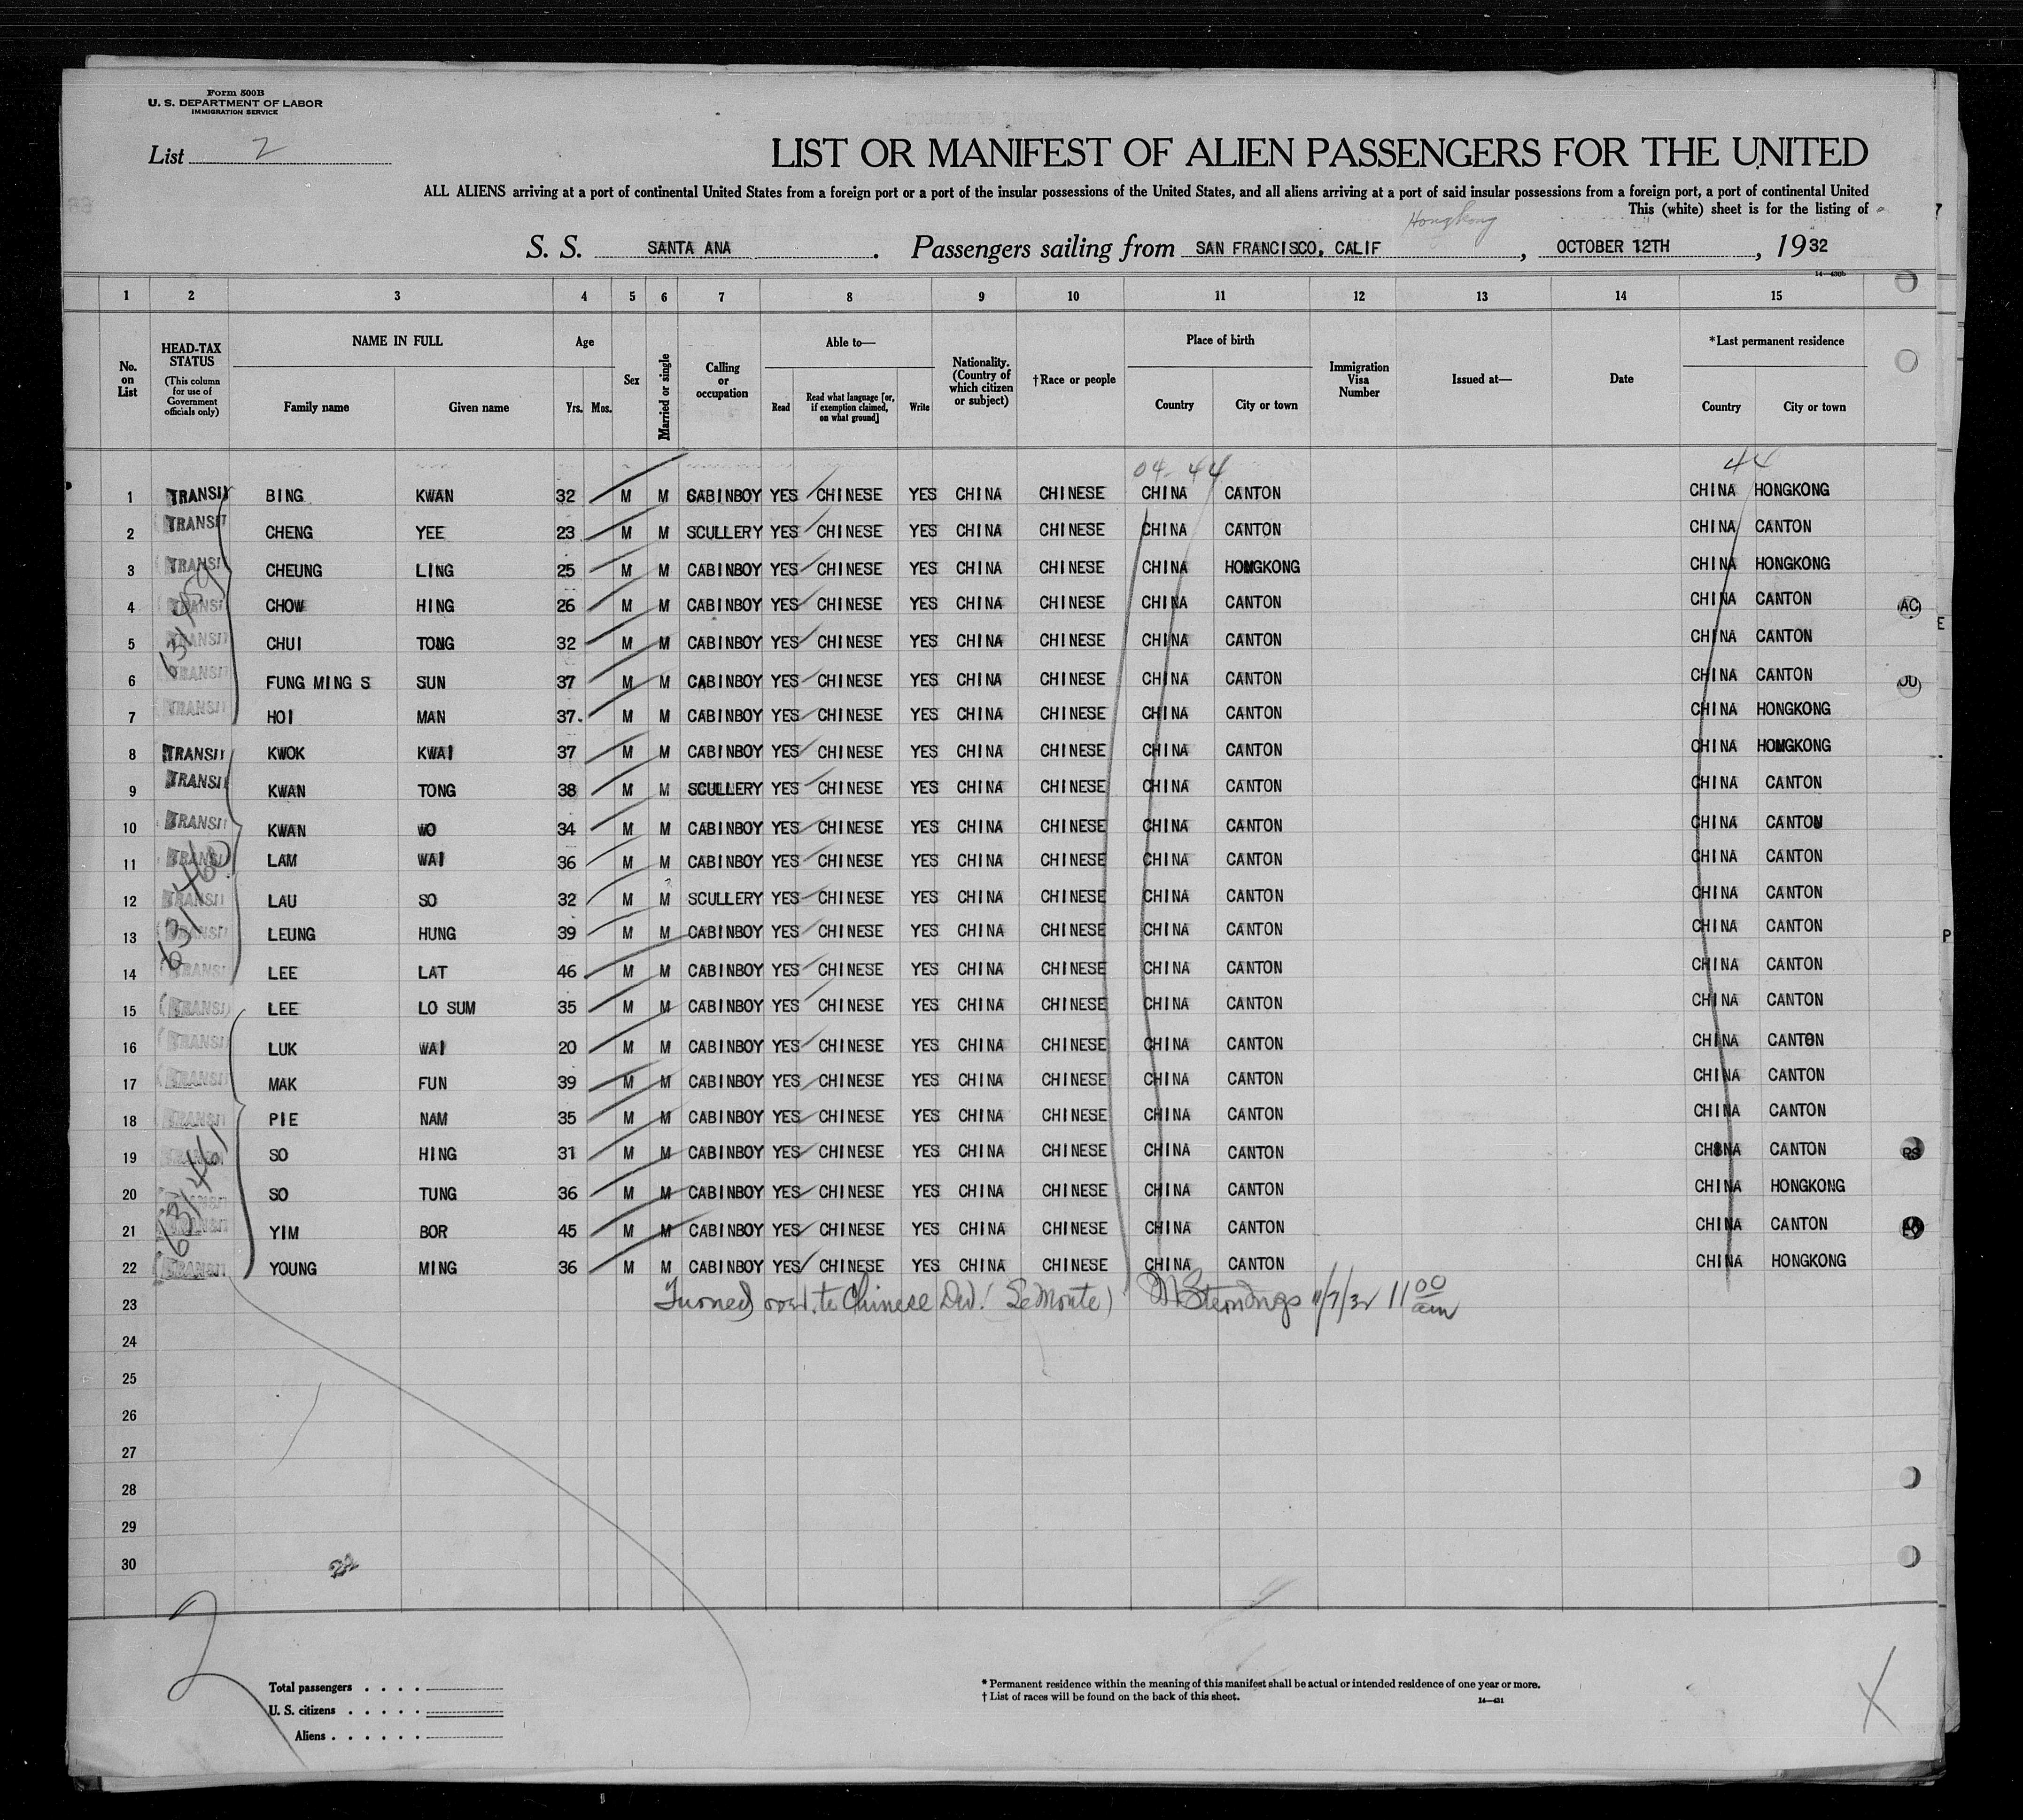 Form 500B
U. S. DEPARTMENT OF LABOR
IMMIGRATION SERVICE
List 2
LIST OR MANIFEST OF ALIEN PASSENGERS FOR THE UNITED
ALL ALIENS arriving at a port of continental United States from a foreign port or a port of the insular possessions of the United States, and all aliens arriving at a port of said insular possessions from a foreign port, a port of continental United
This (white) sheet is for the listing of
Hongkong
S. S. SANTA ANA. Passengers sailing from SAN FRANCISCO, CALIF, OCTOBER 12TH, 1932
14—430b
1 2 3 4 5 6 7 8 9 10 11 12 13 14 15
No. on List
HEAD-TAX STATUS (This column for use of Government officials only)
NAME IN FULL Family name Given name
Age Yrs. Mos.
Sex
Married or single
Calling or occupation
Able to— Read Read what language [or, if exemption claimed, on what ground] Write
Nationality. (Country of which citizen or subject)
†Race or people
Place of birth Country City or town
Immigration Visa Number
Issued at—
Date
*Last permanent residence Country City or town
04-44 44
1 TRANSIT BING KWAN 32 M M CABINBOY YES CHINESE YES CHINA CHINESE CHINA CANTON CHINA HONGKONG
2 TRANSIT CHENG YEE 23 M M SCULLERY YES CHINESE YES CHINA CHINESE CHINA CANTON CHINA CANTON
3 TRANSIT CHEUNG LING 25 M M CABINBOY YES CHINESE YES CHINA CHINESE CHINA HONGKONG CHINA HONGKONG
4 TRANSIT CHOW HING 26 M M CABINBOY YES CHINESE YES CHINA CHINESE CHINA CANTON CHINA CANTON
5 TRANSIT CHUI TONG 32 M M CABINBOY YES CHINESE YES CHINA CHINESE CHINA CANTON CHINA CANTON
6 TRANSIT FUNG MING S SUN 37 M M CABINBOY YES CHINESE YES CHINA CHINESE CHINA CANTON CHINA CANTON
7 TRANSIT HOI MAN 37. M M CABINBOY YES CHINESE YES CHINA CHINESE CHINA CANTON CHINA HONGKONG
8 TRANSIT KWOK KWAI 37 M M CABINBOY YES CHINESE YES CHINA CHINESE CHINA CANTON CHINA HONGKONG
9 TRANSIT KWAN TONG 38 M M SCULLERY YES CHINESE YES CHINA CHINESE CHINA CANTON CHINA CANTON
10 TRANSIT KWAN WO 34 M M CABINBOY YES CHINESE YES CHINA CHINESE CHINA CANTON CHINA CANTON
11 TRANSIT LAM WAI 36 M M CABINBOY YES CHINESE YES CHINA CHINESE CHINA CANTON CHINA CANTON
12 TRANSIT LAU SO 32 M M SCULLERY YES CHINESE YES CHINA CHINESE CHINA CANTON CHINA CANTON
13 TRANSIT LEUNG HUNG 39 M M CABINBOY YES CHINESE YES CHINA CHINESE CHINA CANTON CHINA CANTON
14 TRANSIT LEE LAT 46 M M CABINBOY YES CHINESE YES CHINA CHINESE CHINA CANTON CHINA CANTON
15 TRANSIT LEE LO SUM 35 M M CABINBOY YES CHINESE YES CHINA CHINESE CHINA CANTON CHINA CANTON
16 TRANSIT LUK WAI 20 M M CABINBOY YES CHINESE YES CHINA CHINESE CHINA CANTON CHINA CANTON
17 TRANSIT MAK FUN 39 M M CABINBOY YES CHINESE YES CHINA CHINESE CHINA CANTON CHINA CANTON
18 TRANSIT PIE NAM 35 M M CABINBOY YES CHINESE YES CHINA CHINESE CHINA CANTON CHINA CANTON
19 TRANSIT SO HING 31 M M CABINBOY YES CHINESE YES CHINA CHINESE CHINA CANTON CHINA CANTON
20 TRANSIT SO TUNG 36 M M CABINBOY YES CHINESE YES CHINA CHINESE CHINA CANTON CHINA HONGKONG
21 TRANSIT YIM BOR 45 M M CABINBOY YES CHINESE YES CHINA CHINESE CHINA CANTON CHINA CANTON
22 TRANSIT YOUNG MING 36 M M CABINBOY YES CHINESE YES CHINA CHINESE CHINA CANTON CHINA HONGKONG
631459
631460
631461
23 Turned over to Chinese Div. (Le Monte) 11/7/32 11 00 am
24
25
26
27
28
29
30
22
2
Total passengers
U. S. citizens
Aliens
* Permanent residence within the meaning of this manifest shall be actual or intended residence of one year or more.
† List of races will be found on the back of this sheet.
14—431
X